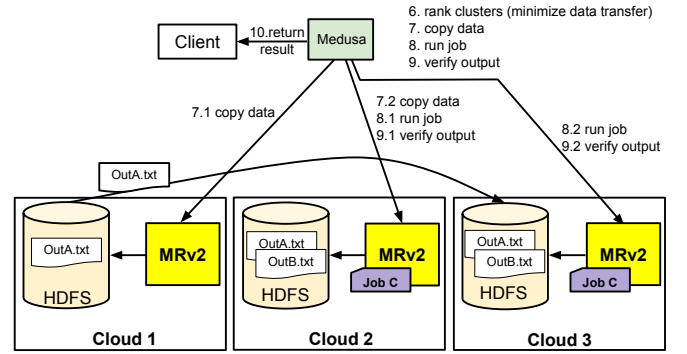 6. rank clusters (minimize data transfer)
7. copy data
8. run job
9. verify output
Client
10.return
result
Medusa
7.1 copy data
7.2 copy data
8.1 run job
9.1 verify output
8.2 run job
9.2 verify output
OutA.txt
OutA.txt
HDFS
MRv2
Cloud 1
OutA.txt
OutB.txt
HDFS
MRv2
Job C
Cloud 2
OutA.txt
OutB.txt
HDFS
MRv2
Job C
Cloud 3